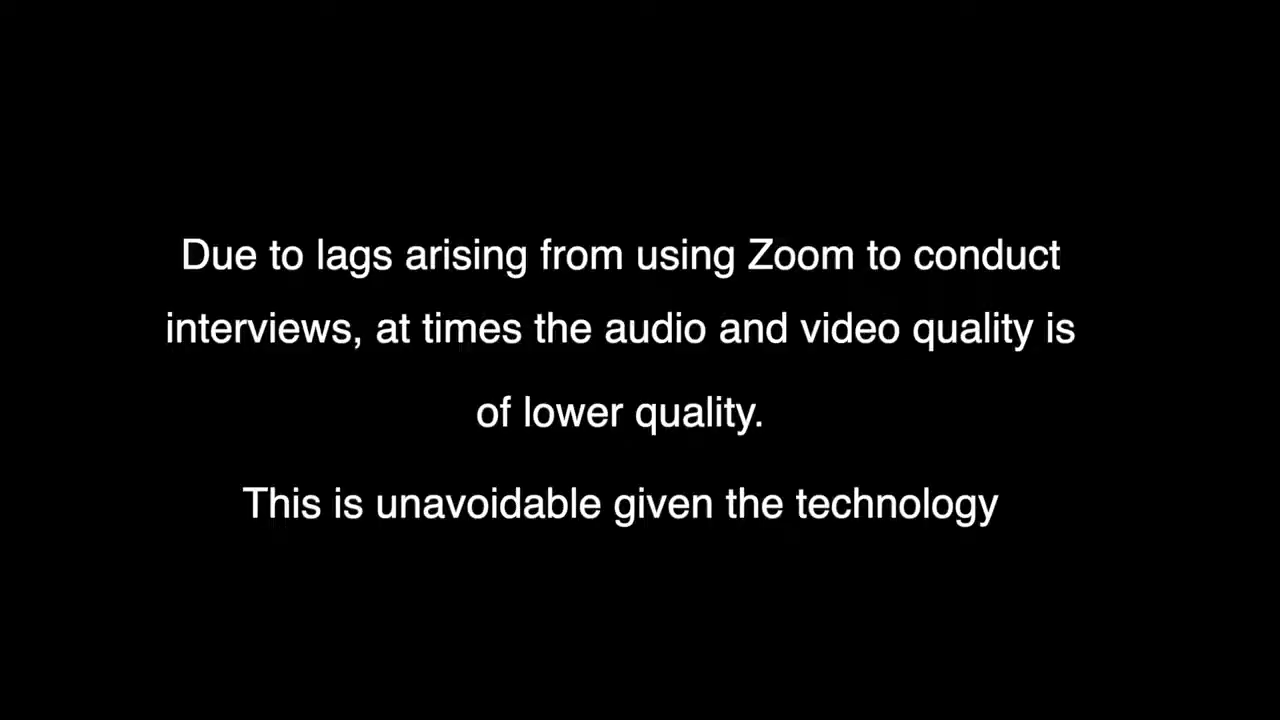 Due to lags arising from using Zoom to conduct
interviews, at times the audio and video quality is
of lower quality.
This is unavoidable given the technology